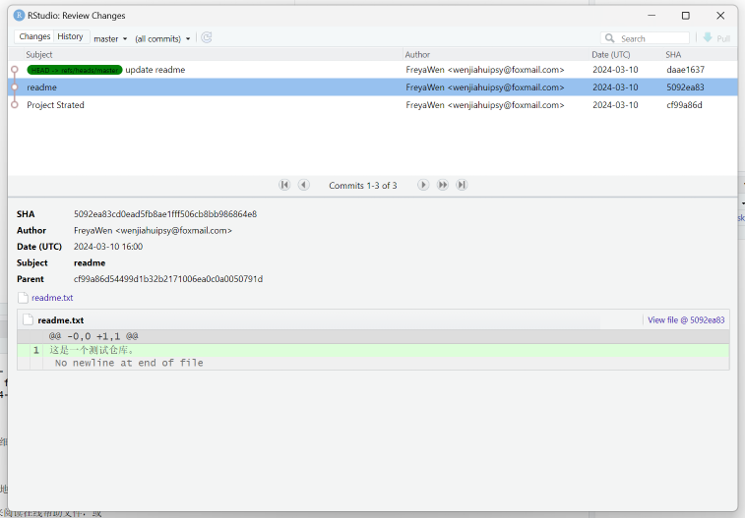 RStudio: Review Changes
Changes History master (all commits) Search Pull
Subject Author Date (UTC) SHA
HEAD -> refs/heads/master update readme FreyaWen <wenjiahuipsy@foxmail.com> 2024-03-10 daae1637
readme FreyaWen <wenjiahuipsy@foxmail.com> 2024-03-10 5092ea83
Project Strated FreyaWen <wenjiahuipsy@foxmail.com> 2024-03-10 cf99a86d
Commits 1-3 of 3
SHA 5092ea83cd0ead5fb8ae1fff506cb8bb986864e8
Author FreyaWen <wenjiahuipsy@foxmail.com>
Date (UTC) 2024-03-10 16:00
Subject readme
Parent cf99a86d54499d1b32b2171006ea0c0a0050791d
readme.txt
readme.txt View file @ 5092ea83
@@ -0,0 +1,1 @@
1 这是一个测试仓库。
No newline at end of file